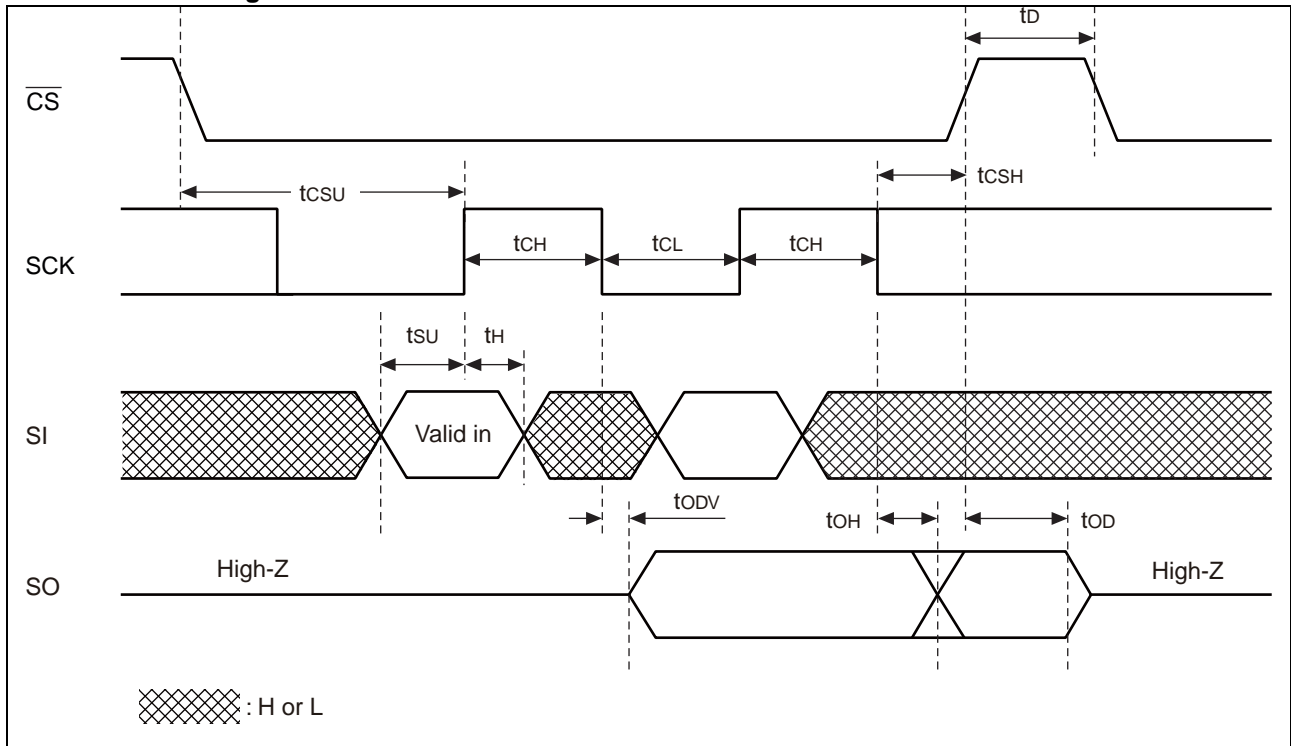 tD
CS
tCSU
tCSH
SCK
tCH
tCL
tCH
tSU
tH
SI
Valid in
tODV
tOH
tOD
SO
High-Z
High-Z
: H or L